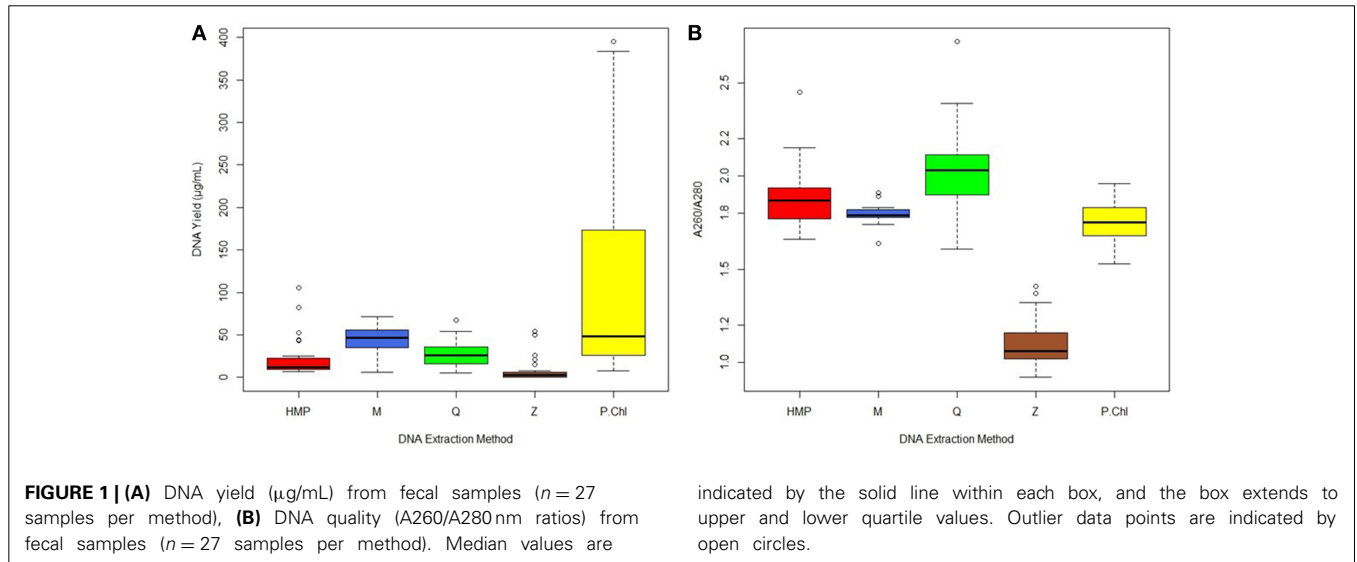 A
400
350
300
250
200
150
100
50
0
DNA Yield (µg/mL)
HMP M Q Z P.Chl
DNA Extraction Method
B
2.5
2.2
2.0
1.8
1.5
1.2
1.0
A260/A280
HMP M Q Z P.Chl
DNA Extraction Method
FIGURE 1 | (A) DNA yield (μg/mL) from fecal samples (n = 27
samples per method), (B) DNA quality (A260/A280 nm ratios) from
fecal samples (n = 27 samples per method). Median values are
indicated by the solid line within each box, and the box extends to
upper and lower quartile values. Outlier data points are indicated by
open circles.